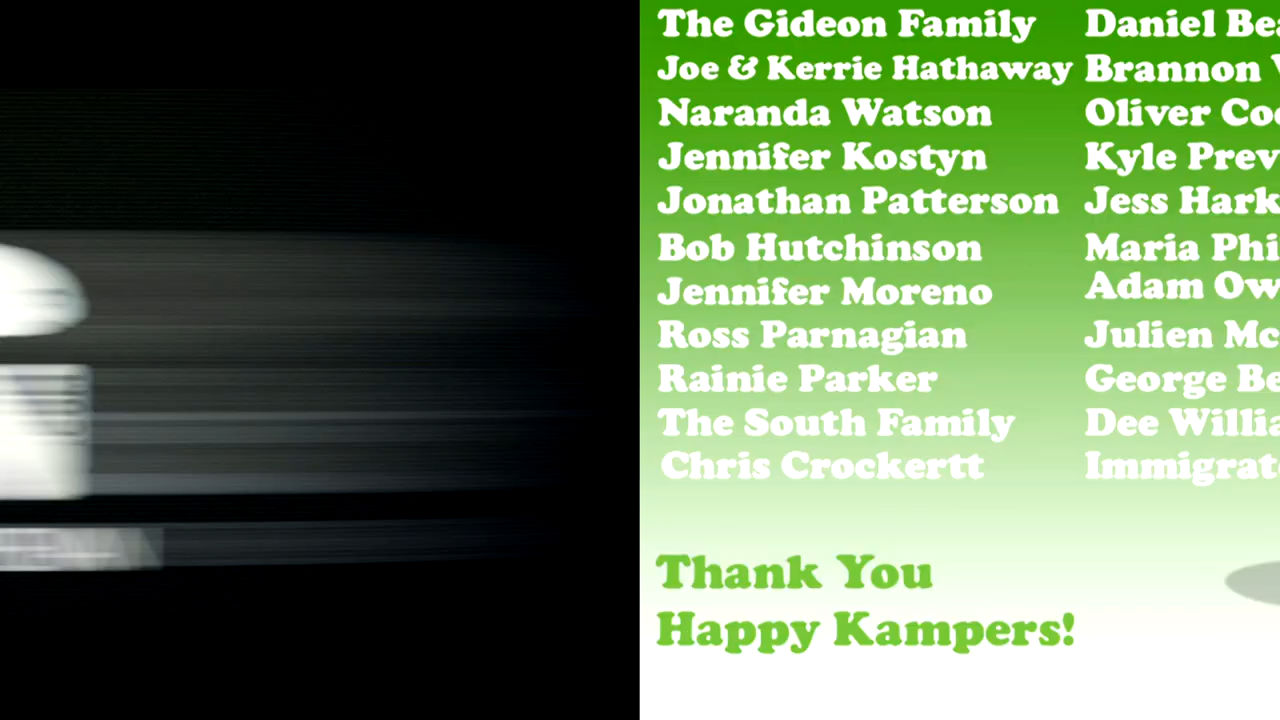 The Gideon Family
Joe & Kerrie Hathaway
Naranda Watson
Jennifer Kostyn
Jonathan Patterson
Bob Hutchinson
Jennifer Moreno
Ross Parnagian
Rainie Parker
The South Family
Chris Crockertt
Daniel
Brannon
Oliver
Kyle
Jess
Maria
Adam
Julien
George
Dee
Thank You
Happy Kampers!